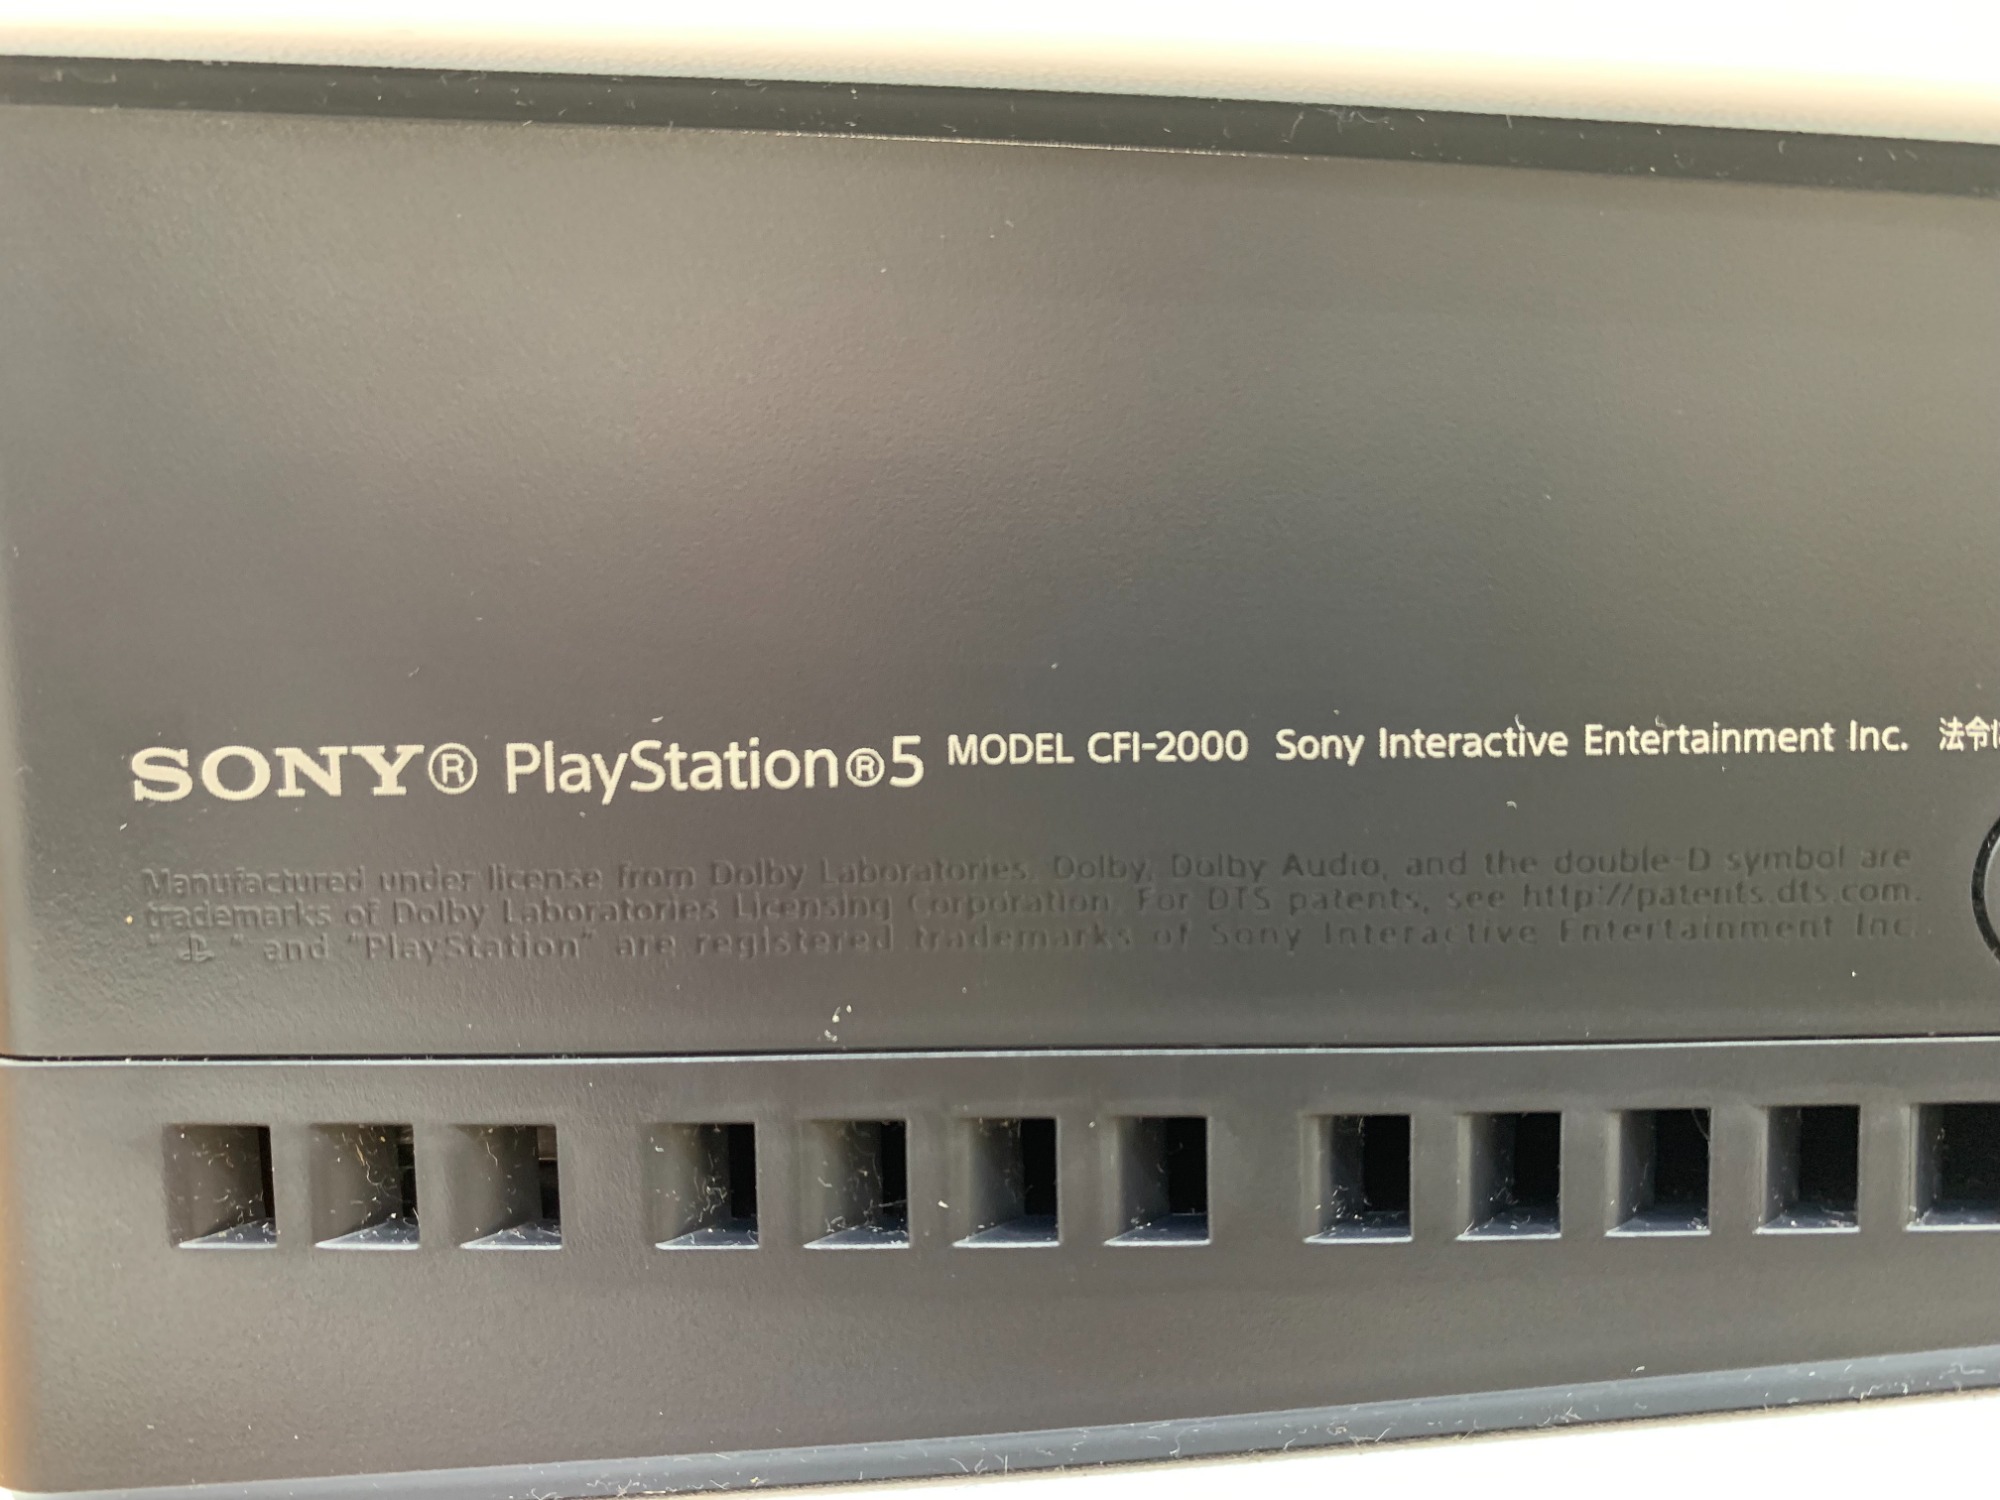 SONY® PlayStation®5 MODEL CFI-2000 Sony Interactive Entertainment Inc. 法令
Manufactured under license from Dolby Laboratories. Dolby, Dolby Audio, and the double-D symbol are
trademarks of Dolby Laboratories Licensing Corporation. For DTS patents, see http://patents.dts.com.
" " and "PlayStation" are registered trademarks of Sony Interactive Entertainment Inc.